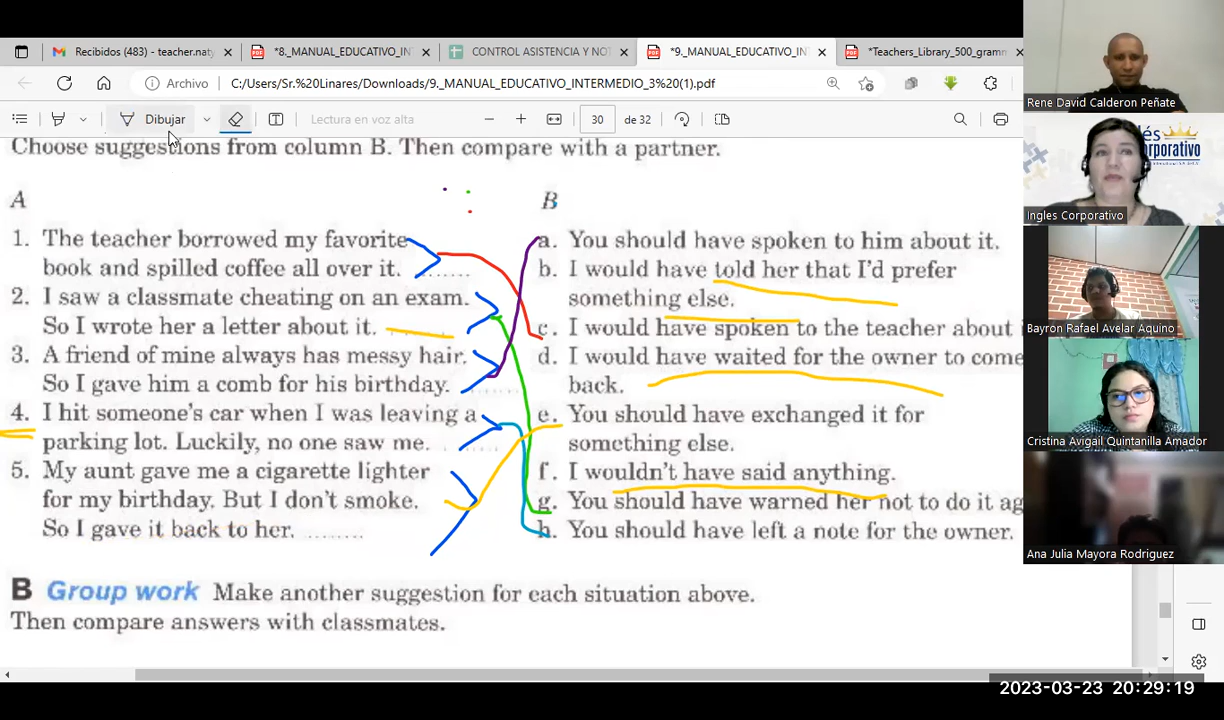 Recibidos (483) - teacher.naty
*8._MANUAL_EDUCATIVO_IN
CONTROL ASISTENCIA Y NOT
*9._MANUAL_EDUCATIVO_IN
*Teachers_Library_500_gramm
Archivo
C:/Users/Sr.%20Linares/Downloads/9._MANUAL_EDUCATIVO_INTERMEDIO_3%20(1).pdf
Dibujar
Lectura en voz alta
30
de 32
Choose suggestions from column B. Then compare with a partner.
A
1. The teacher borrowed my favorite
book and spilled coffee all over it. ........
2. I saw a classmate cheating on an exam.
So I wrote her a letter about it.
3. A friend of mine always has messy hair.
So I gave him a comb for his birthday. ........
4. I hit someone's car when I was leaving a
parking lot. Luckily, no one saw me. ........
5. My aunt gave me a cigarette lighter
for my birthday. But I don't smoke.
So I gave it back to her. ........
B
a. You should have spoken to him about it.
b. I would have told her that I'd prefer
something else.
c. I would have spoken to the teacher about
d. I would have waited for the owner to come
back.
e. You should have exchanged it for
something else.
f. I wouldn't have said anything.
g. You should have warned her not to do it ag
h. You should have left a note for the owner.
B Group work Make another suggestion for each situation above.
Then compare answers with classmates.
Rene David Calderon Peñate
lés
orporativo
Ingles Corporativo
Bayron Rafael Avelar Aquino
Cristina Avigail Quintanilla Amador
Ana Julia Mayora Rodriguez
2023-03-23 20:29:19